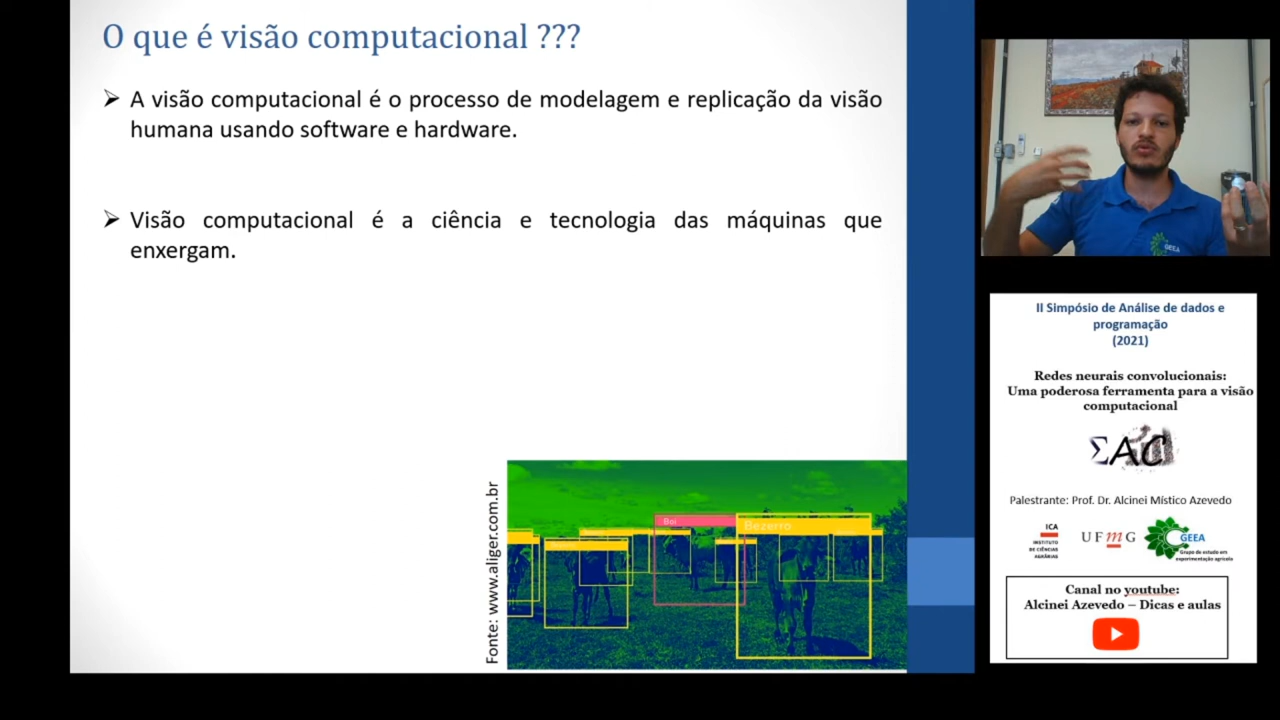 O que é visão computacional ???
➢ A visão computacional é o processo de modelagem e replicação da visão
humana usando software e hardware.
➢ Visão computacional é a ciência e tecnologia das máquinas que
enxergam.
Fonte: www.aliger.com.br
Boi
Bezerro
GEEA
II Simpósio de Análise de dados e
programação
(2021)
Redes neurais convolucionais:
Uma poderosa ferramenta para a visão
computacional
ΣAC
Palestrante: Prof. Dr. Alcinei Místico Azevedo
ICA
INSTITUTO
DE CIÊNCIAS
AGRÁRIAS
UFmG
GEEA
Grupo de estudo em
experimentação agrícola
Canal no youtube:
Alcinei Azevedo – Dicas e aulas